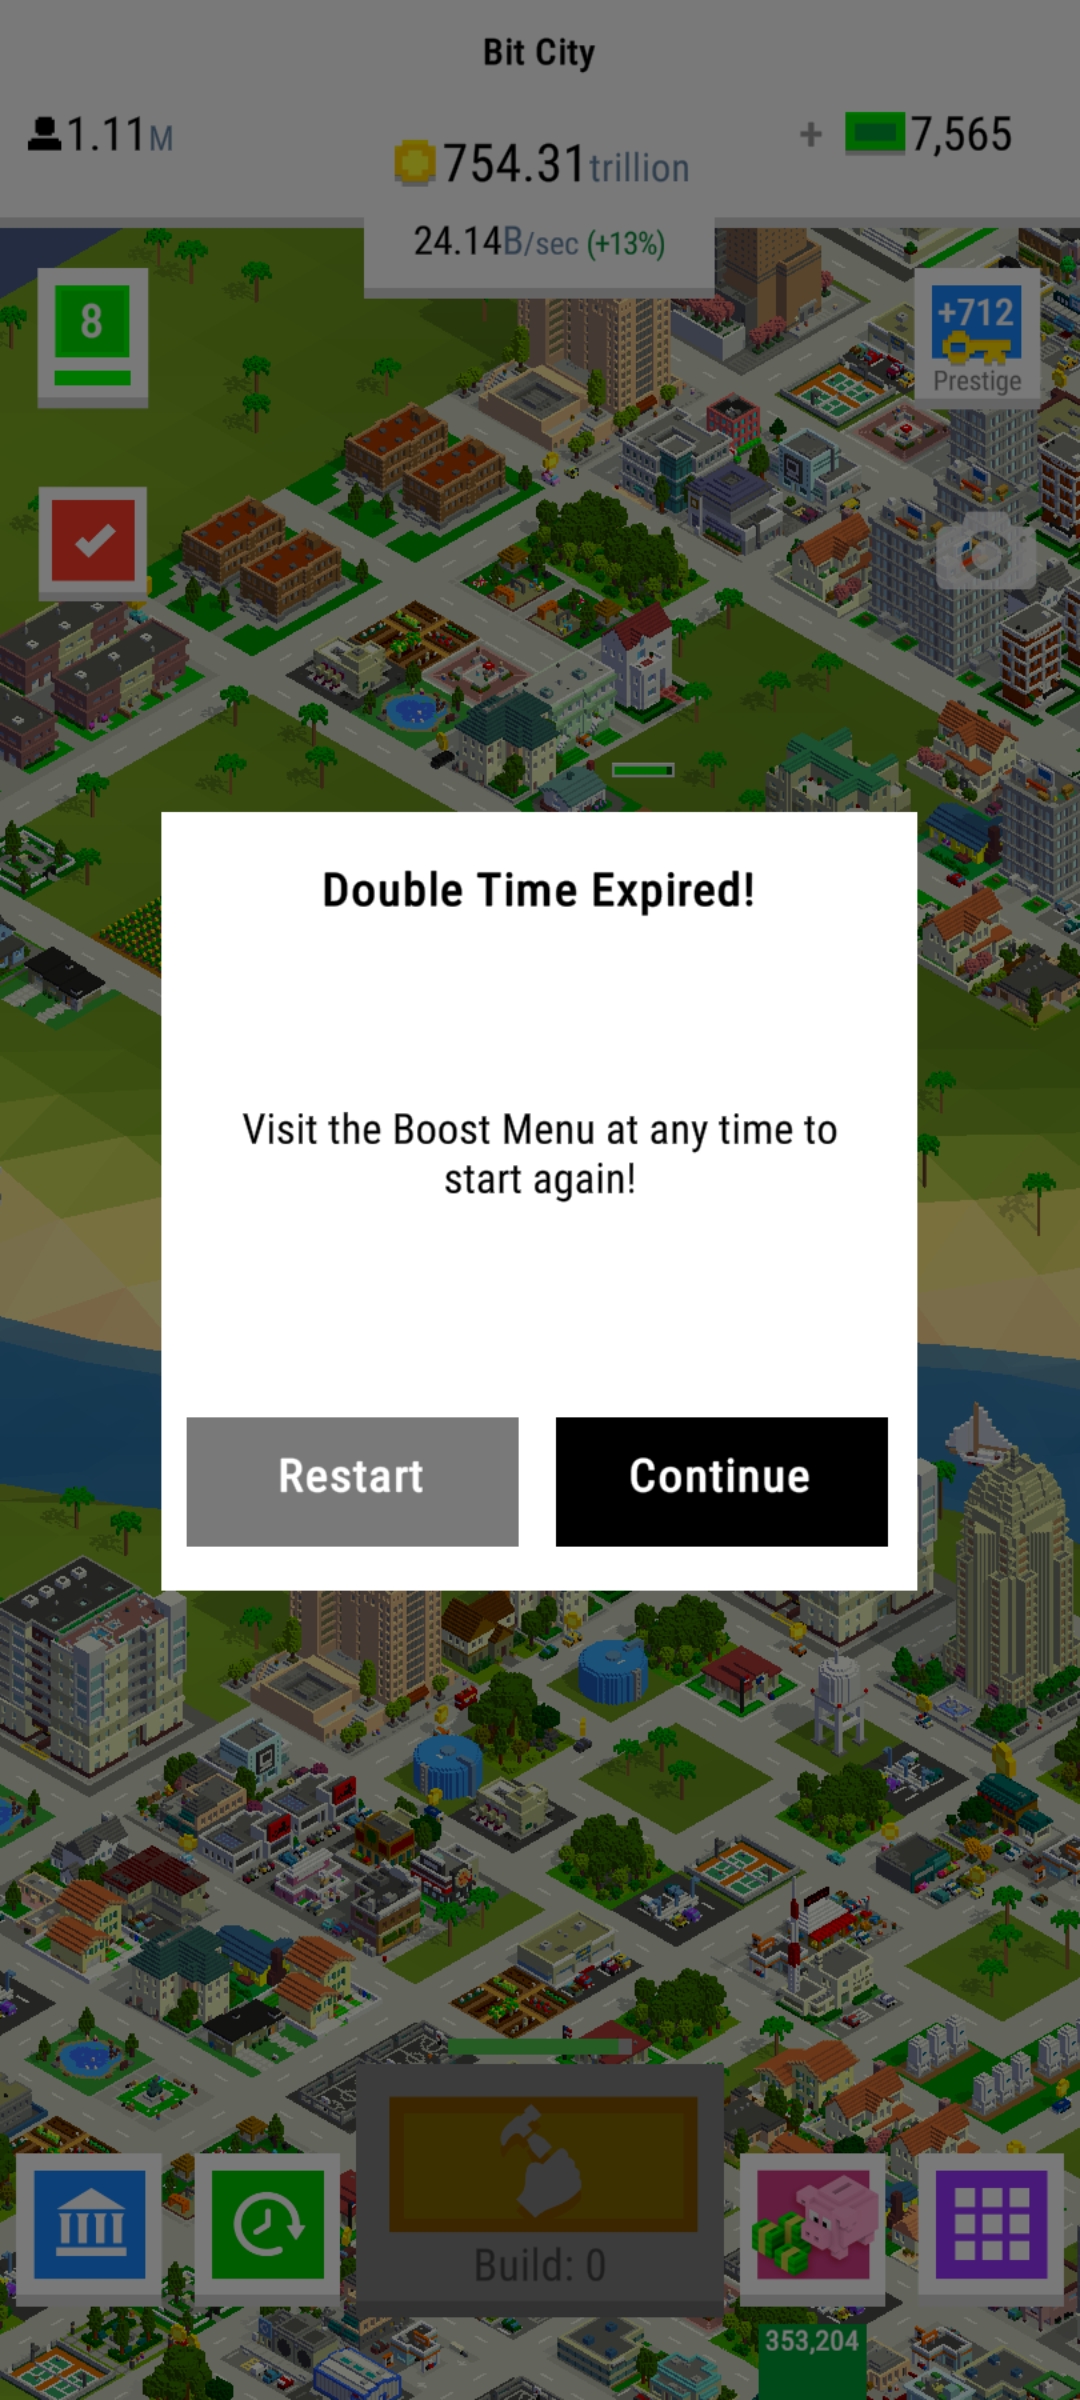 Bit City
1.11M
754.31trillion
+ 7,565
24.14B/sec (+13%)
8
+712
Prestige
Double Time Expired!
Visit the Boost Menu at any time to
start again!
Restart
Continue
Build: 0
353,204